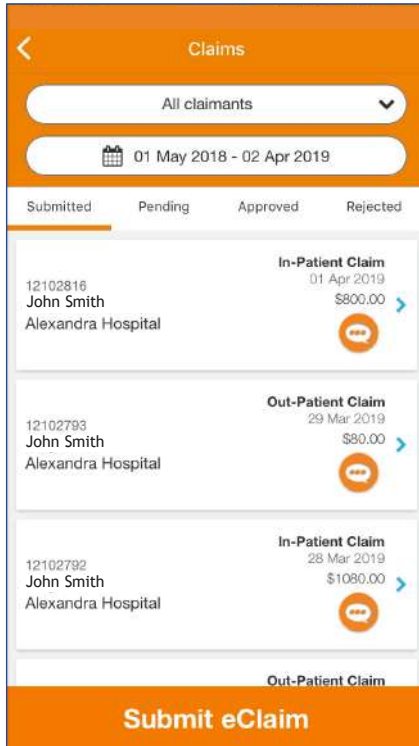 Claims
All claimants
01 May 2018 - 02 Apr 2019
Submitted Pending Approved Rejected
In-Patient Claim
01 Apr 2019
12102816
John Smith
$800.00
Alexandra Hospital
Out-Patient Claim
29 Mar 2019
12102793
John Smith
$80.00
Alexandra Hospital
In-Patient Claim
28 Mar 2019
12102792
John Smith
$1080.00
Alexandra Hospital
Out-Patient Claim
Submit eClaim